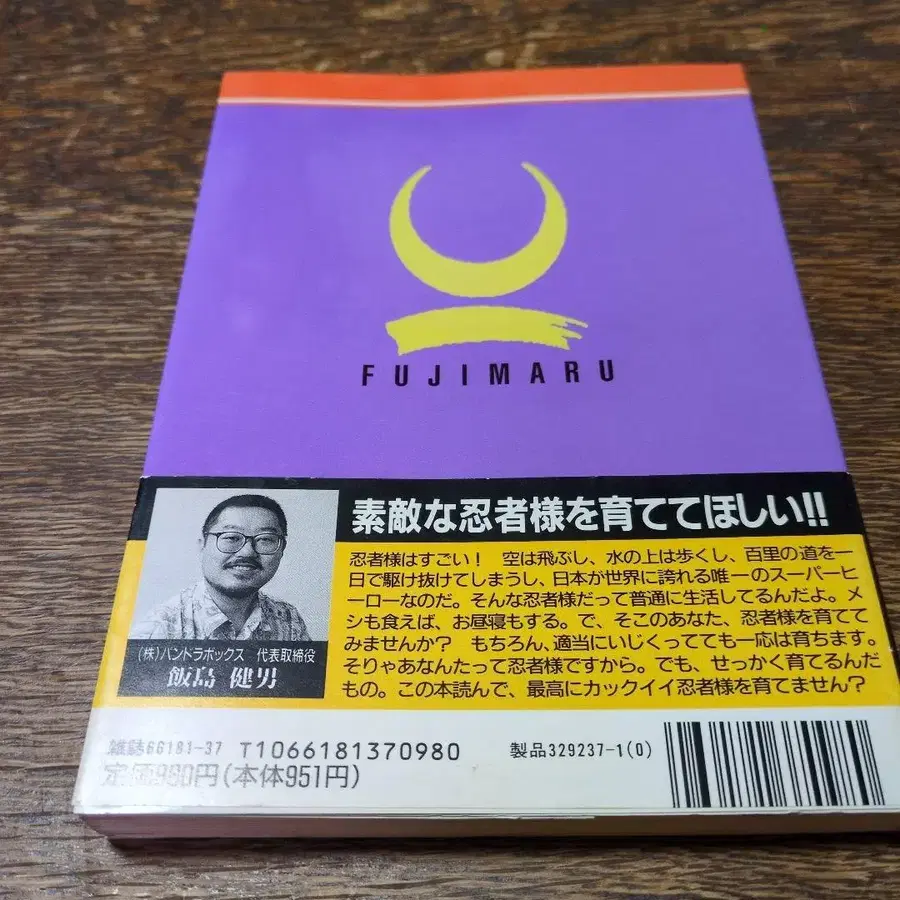 FUJIMARU
素敵な忍者様を育ててほしい!!
忍者様はすごい！　空は飛ぶし、水の上は歩くし、百里の道を一
日で駆け抜けてしまうし、日本が世界に誇れる唯一のスーパーヒ
ーローなのだ。そんな忍者様だって普通に生活してるんだよ。メ
シも食えば、お昼寝もする。で、そこのあなた、忍者様を育てて
みませんか？　もちろん、適当にいじくってても一応は育ちます。
そりゃあなんたって忍者様ですから。でも、せっかく育てるんだ
もの。この本読んで、最高にカックイイ忍者様を育てません？
(株)パンドラボックス　代表取締役
飯島 健男
雑誌66181-37 T1066181370980 製品329237-1(0)
定価980円(本体951円)